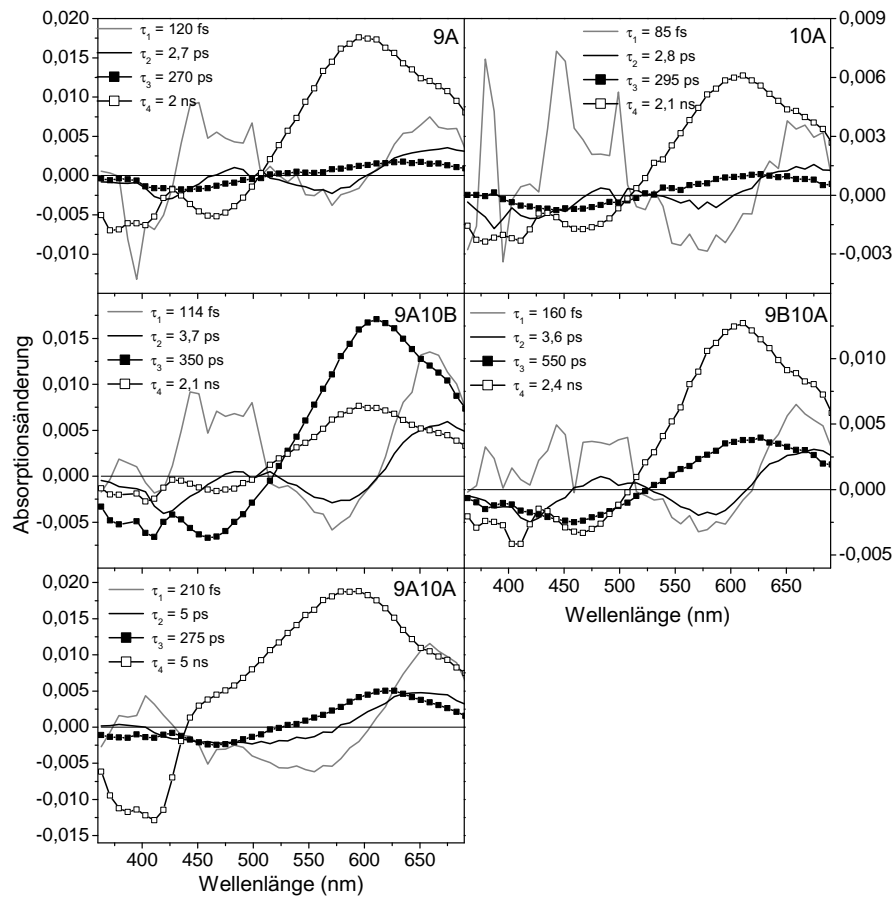 0,020
0,015
0,010
0,005
0,000
-0,005
-0,010
9A
τ1 = 120 fs
τ2 = 2,7 ps
τ3 = 270 ps
τ4 = 2 ns
10A
τ1 = 85 fs
τ2 = 2,8 ps
τ3 = 295 ps
τ4 = 2,1 ns
0,009
0,006
0,003
0,000
-0,003
Absorptionsänderung
0,015
0,010
0,005
0,000
-0,005
9A10B
τ1 = 114 fs
τ2 = 3,7 ps
τ3 = 350 ps
τ4 = 2,1 ns
9B10A
τ1 = 160 fs
τ2 = 3,6 ps
τ3 = 550 ps
τ4 = 2,4 ns
0,010
0,005
0,000
-0,005
400 450 500 550 600 650
Wellenlänge (nm)
0,020
0,015
0,010
0,005
0,000
-0,005
-0,010
-0,015
9A10A
τ1 = 210 fs
τ2 = 5 ps
τ3 = 275 ps
τ4 = 5 ns
400 450 500 550 600 650
Wellenlänge (nm)